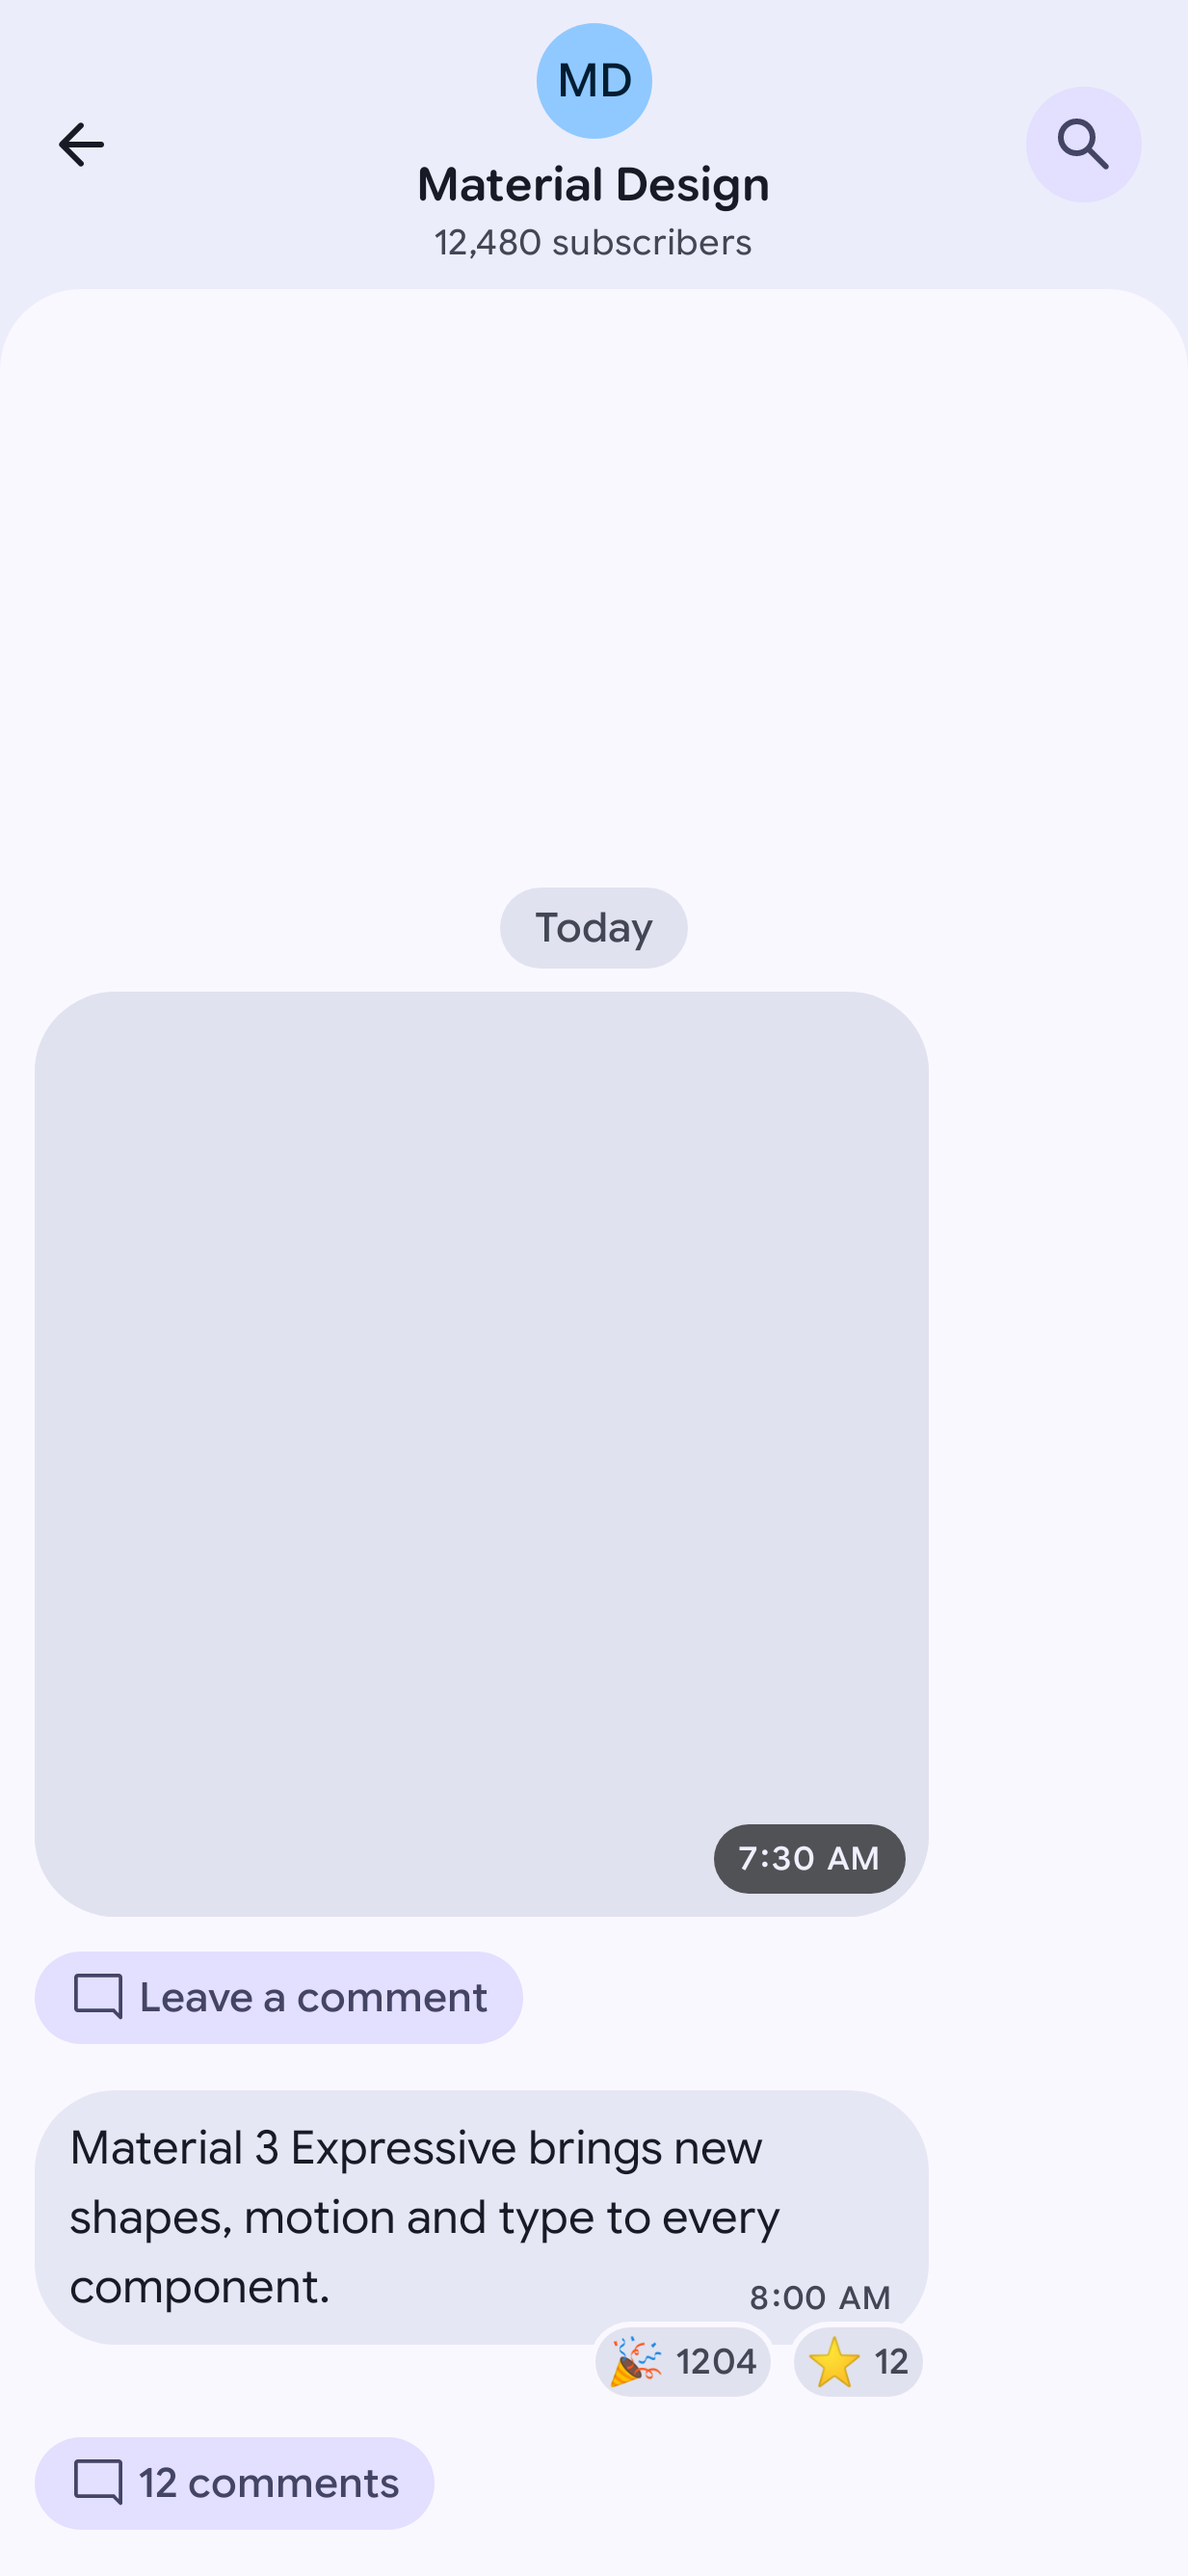 MD
Material Design
12,480 subscribers
Today
7:30 AM
Leave a comment
Material 3 Expressive brings new
shapes, motion and type to every
component.
8:00 AM
🎉 1204 ⭐ 12
12 comments